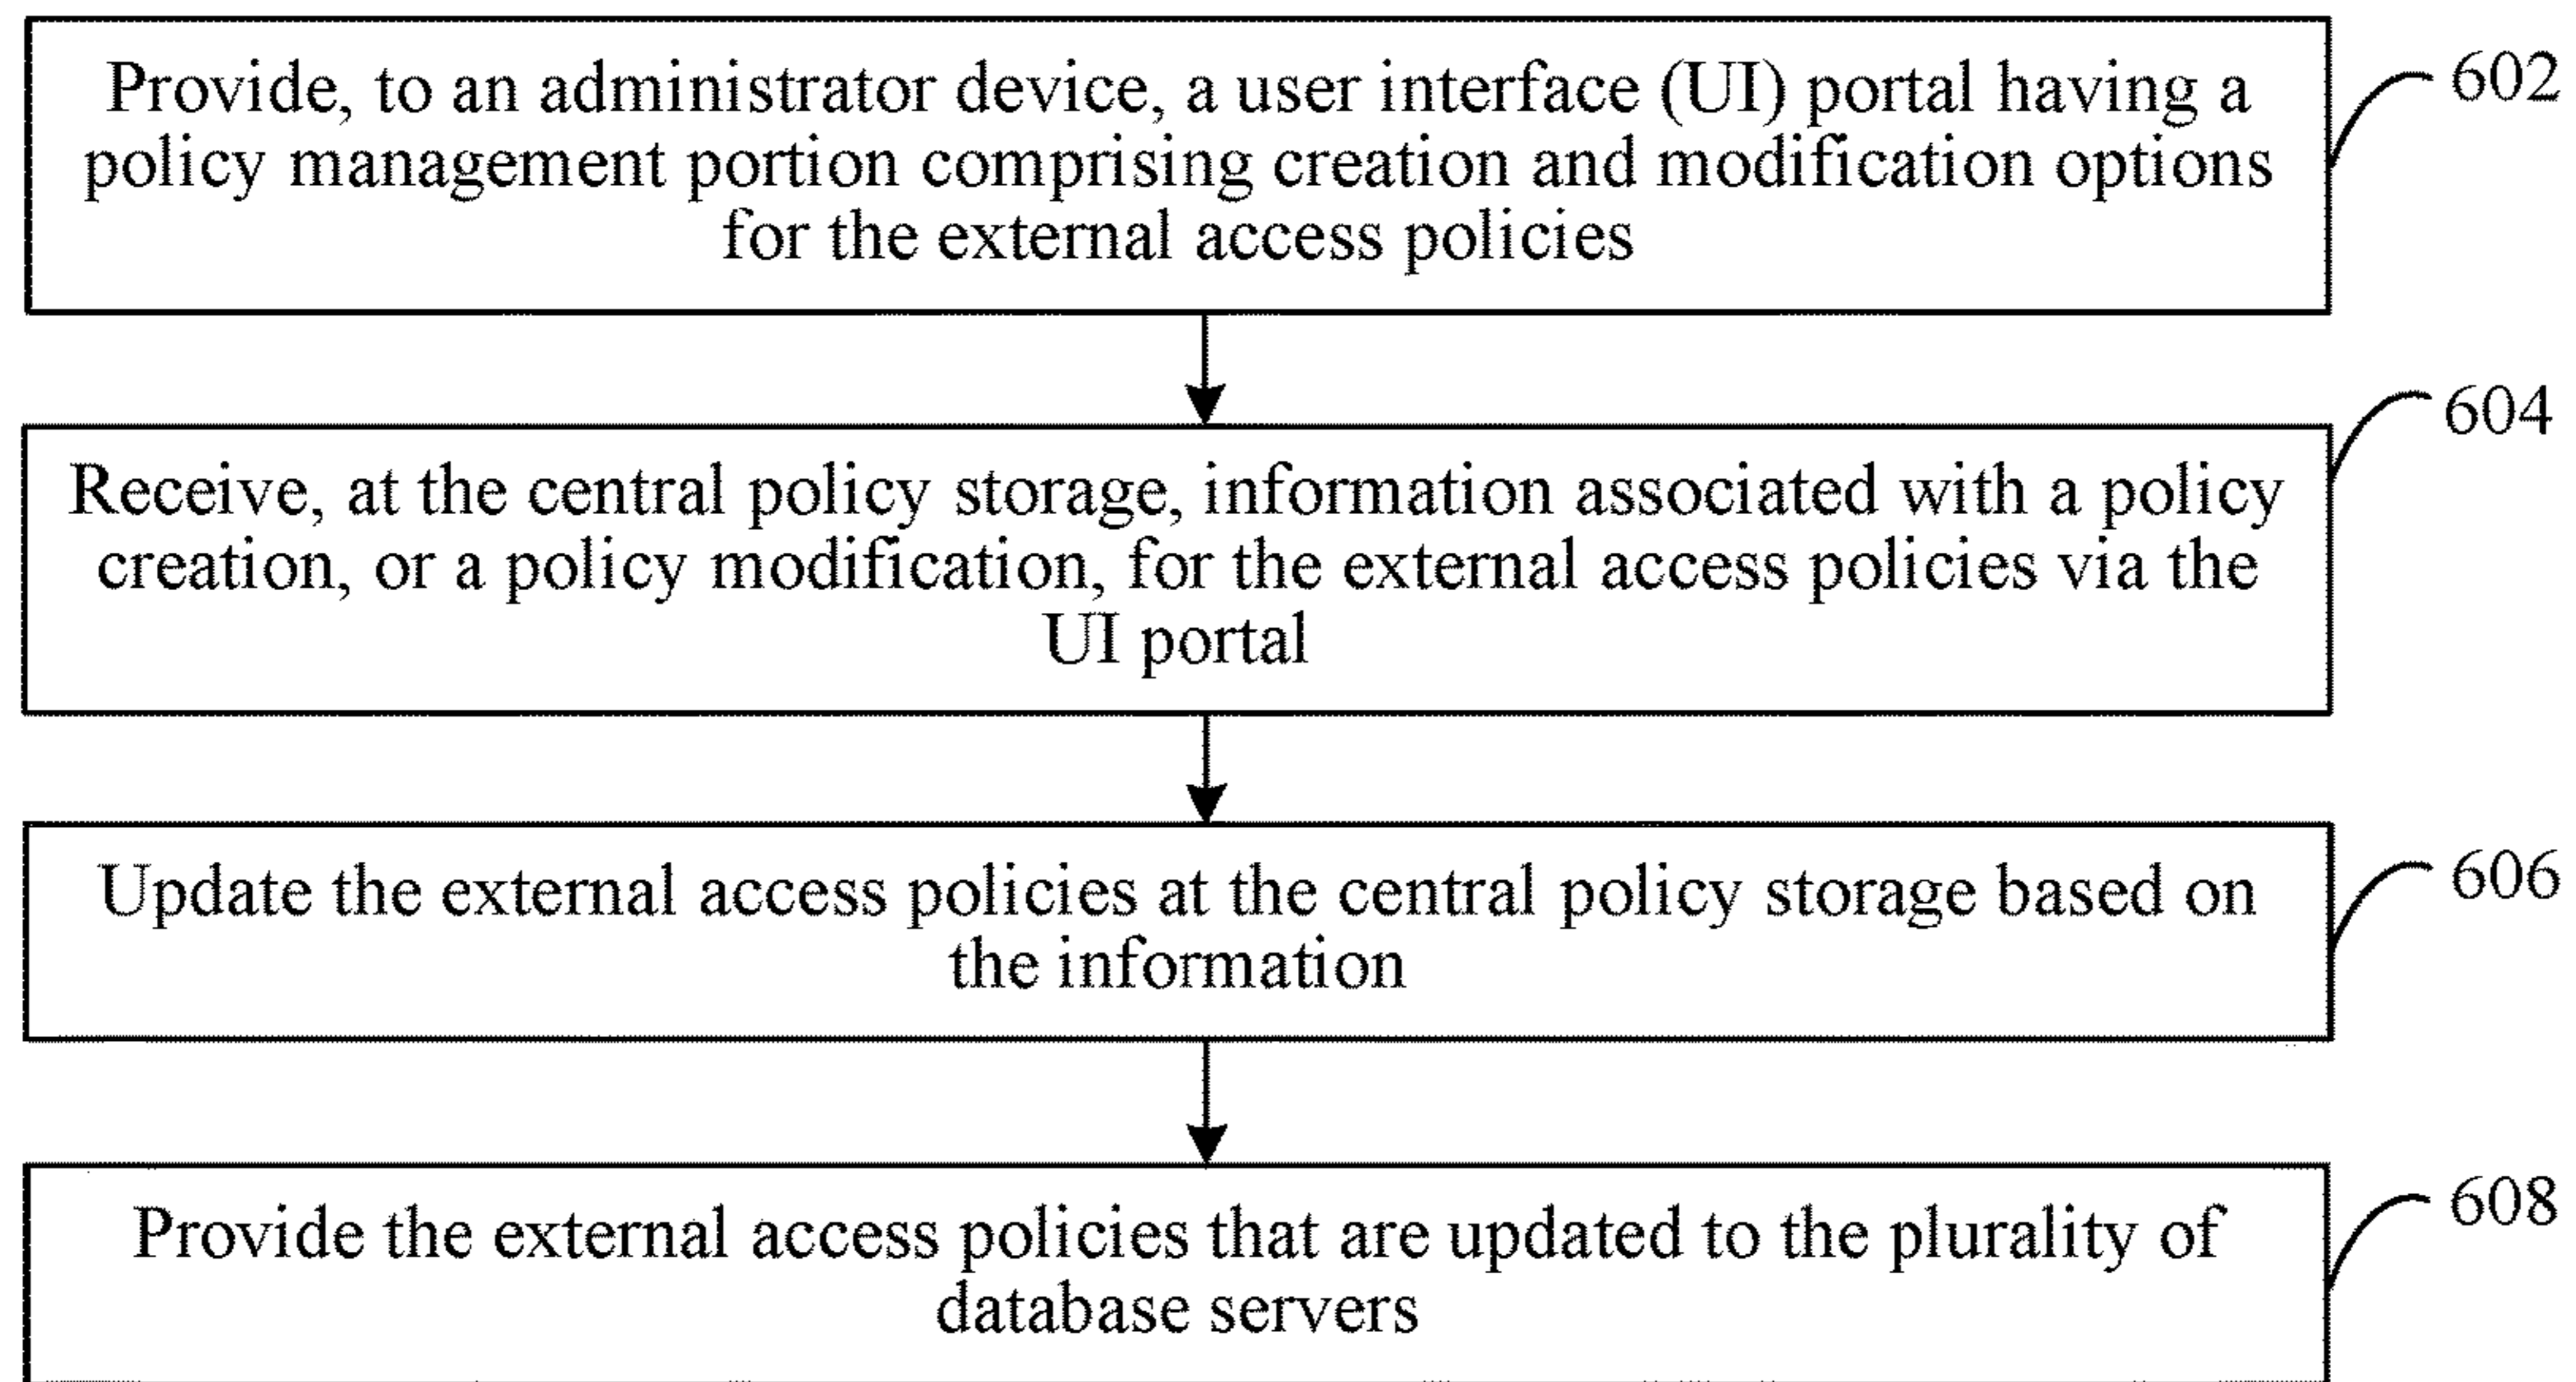 Provide, to an administrator device, a user interface (UI) portal having a
policy management portion comprising creation and modification options
for the external access policies
602
Receive, at the central policy storage, information associated with a policy
creation, or a policy modification, for the external access policies via the
UI portal
604
Update the external access policies at the central policy storage based on
the information
606
Provide the external access policies that are updated to the plurality of
database servers
608